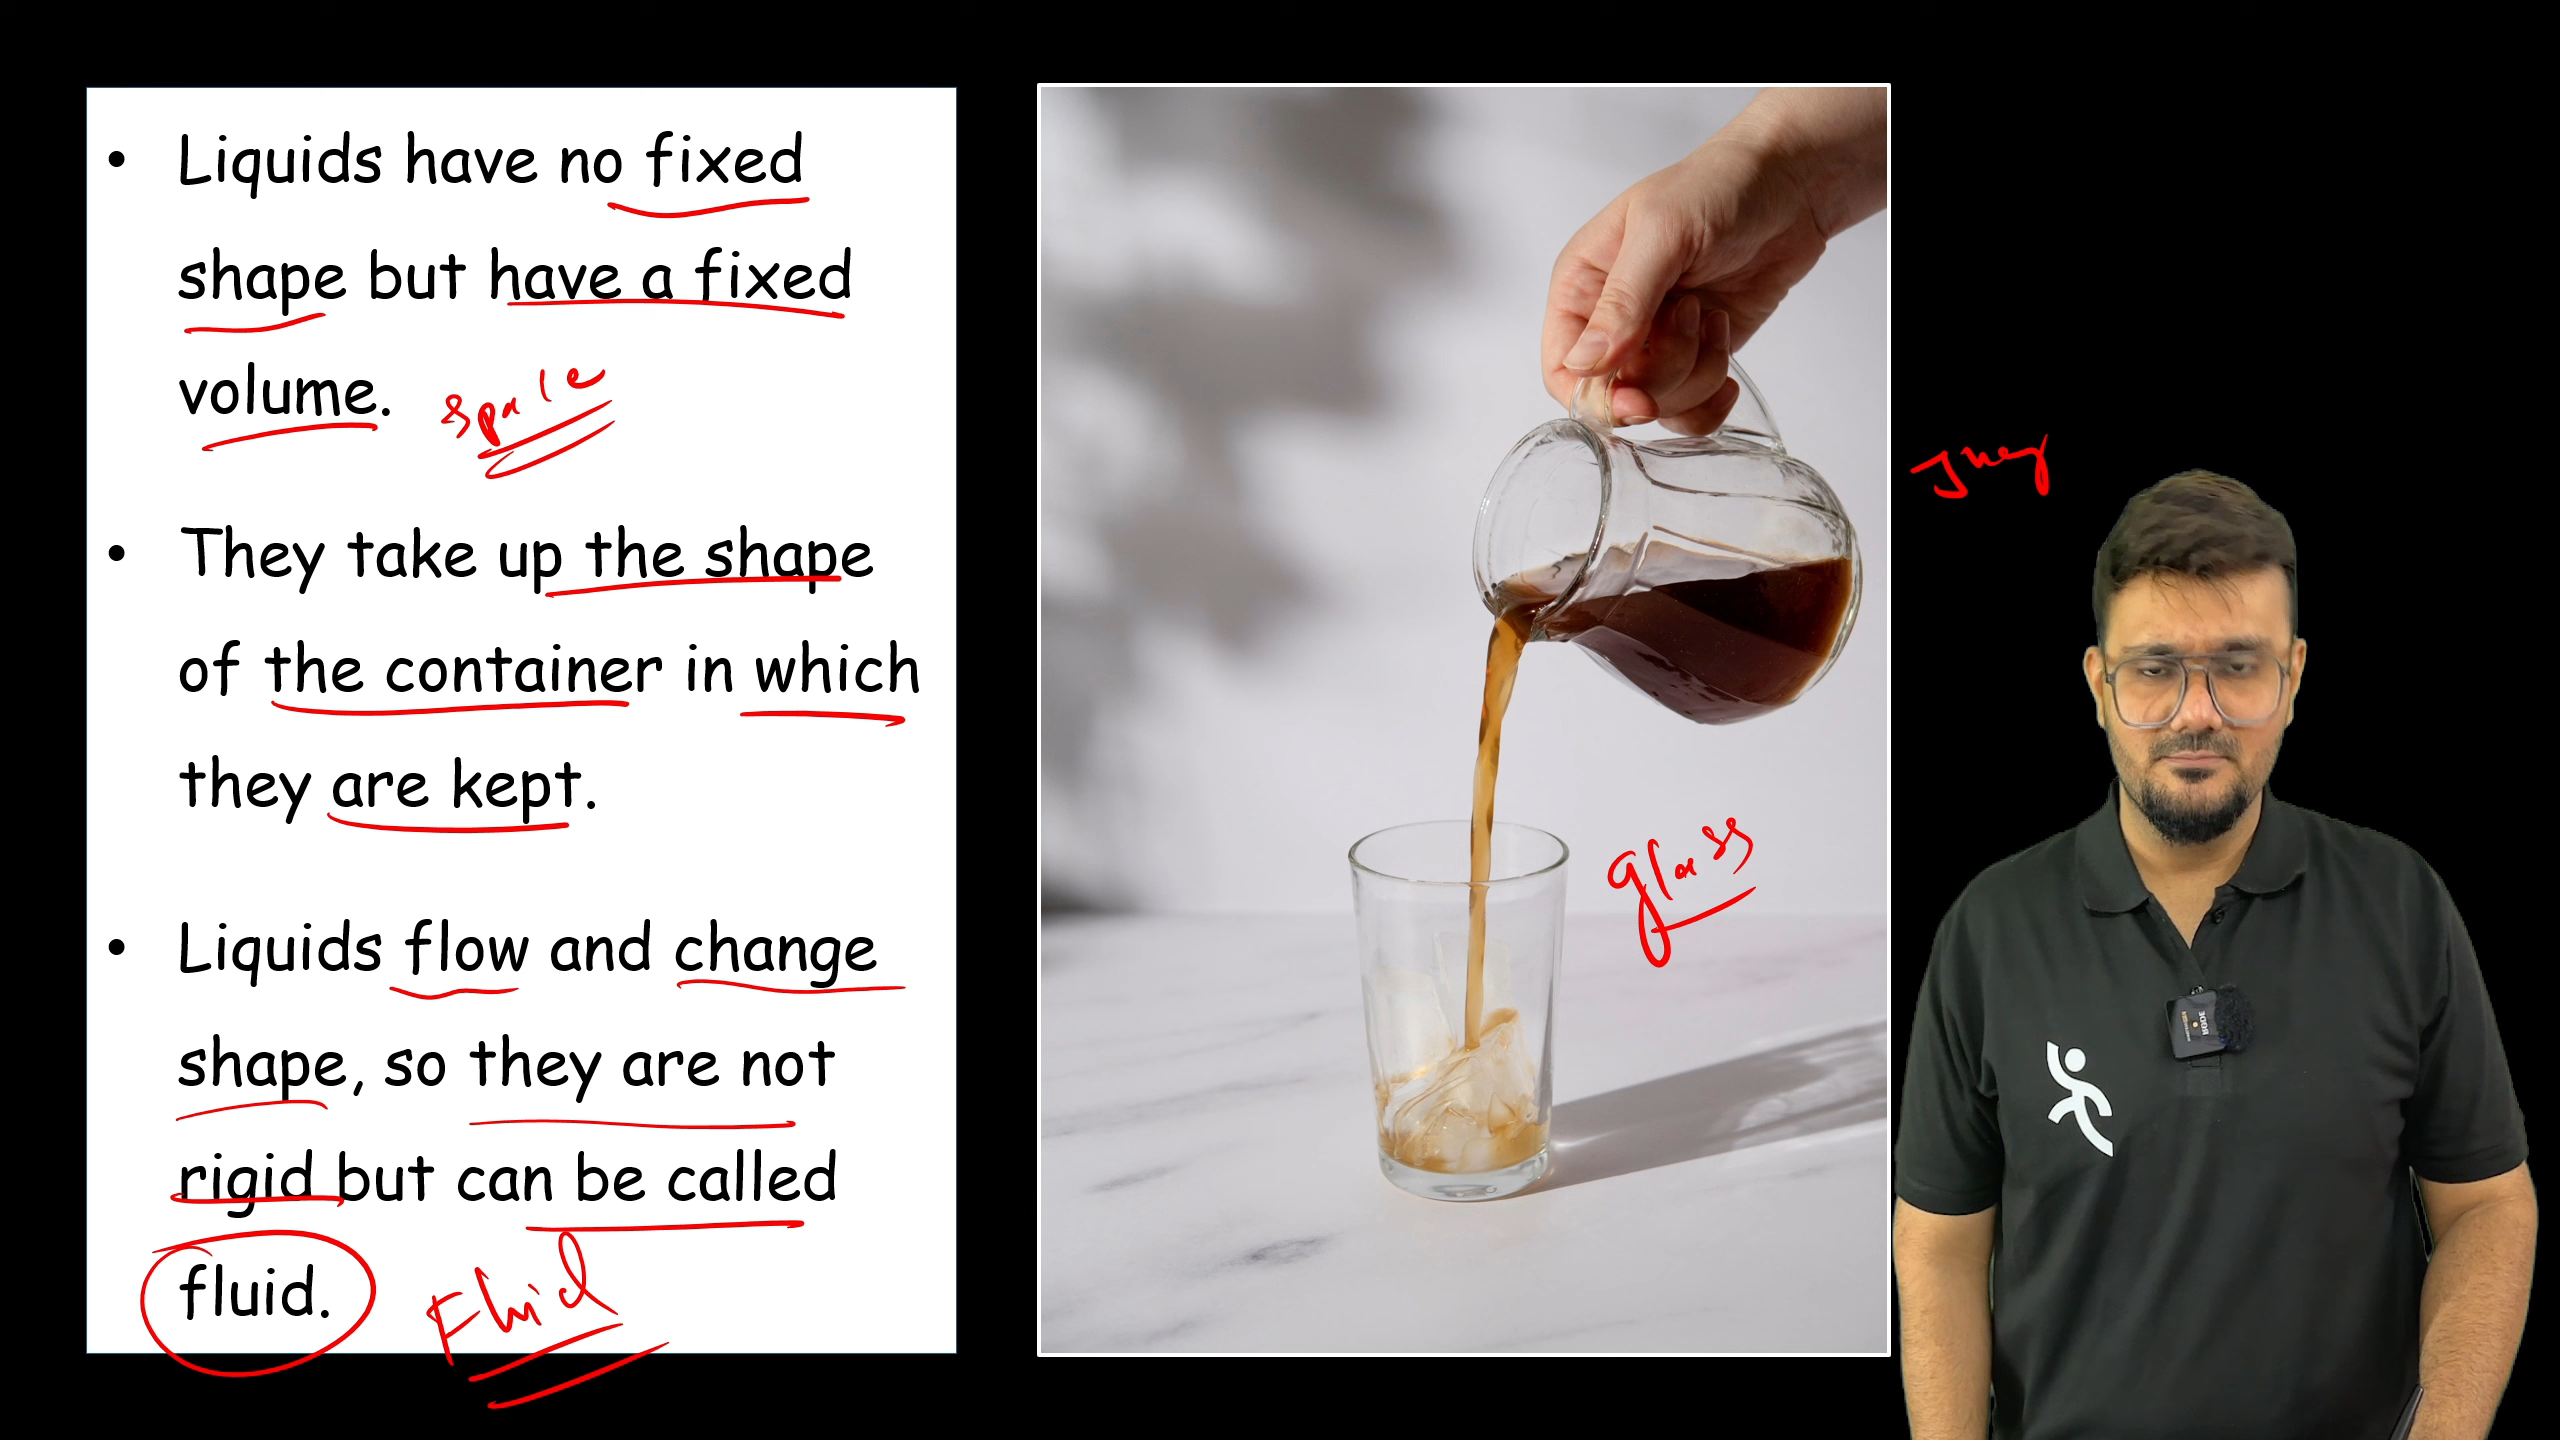 • Liquids have no fixed
shape but have a fixed
volume.
space
• They take up the shape
of the container in which
they are kept.
glass
• Liquids flow and change
shape, so they are not
rigid but can be called
fluid.
Fluid
RODE